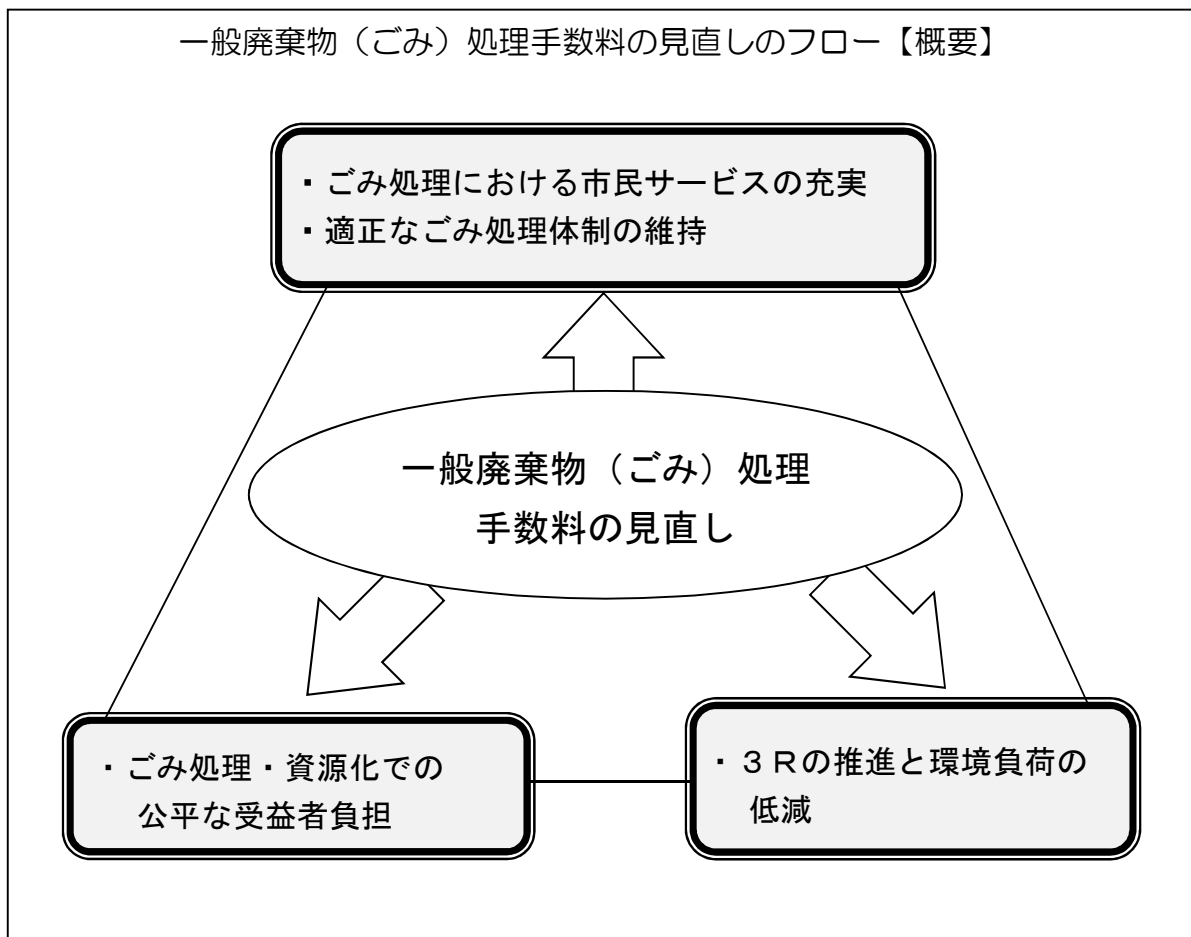 一般廃棄物（ごみ）処理手数料の見直しのフロー【概要】
・ごみ処理における市民サービスの充実
・適正なごみ処理体制の維持
一般廃棄物（ごみ）処理
手数料の見直し
・ごみ処理・資源化での
公平な受益者負担
・３Ｒの推進と環境負荷の
低減